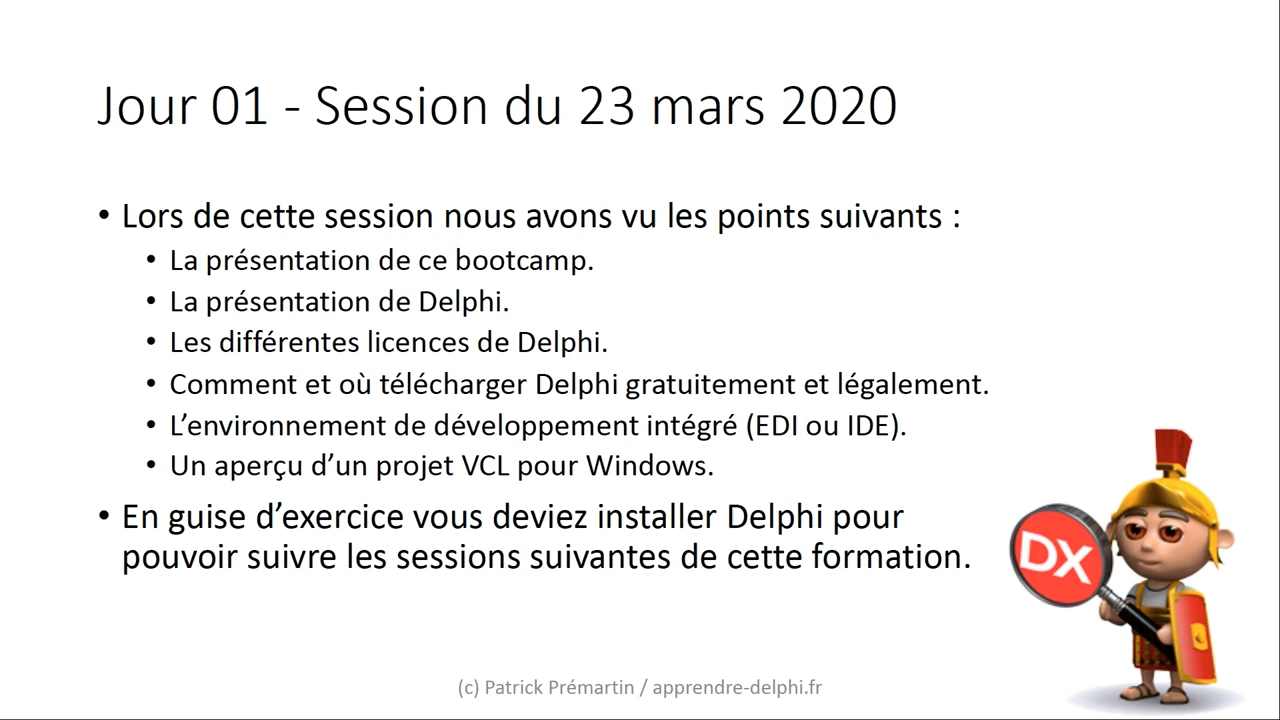 Jour 01 - Session du 23 mars 2020
• Lors de cette session nous avons vu les points suivants :
• La présentation de ce bootcamp.
• La présentation de Delphi.
• Les différentes licences de Delphi.
• Comment et où télécharger Delphi gratuitement et légalement.
• L’environnement de développement intégré (EDI ou IDE).
• Un aperçu d’un projet VCL pour Windows.
• En guise d’exercice vous deviez installer Delphi pour
pouvoir suivre les sessions suivantes de cette formation.
DX
(c) Patrick Prémartin / apprendre-delphi.fr